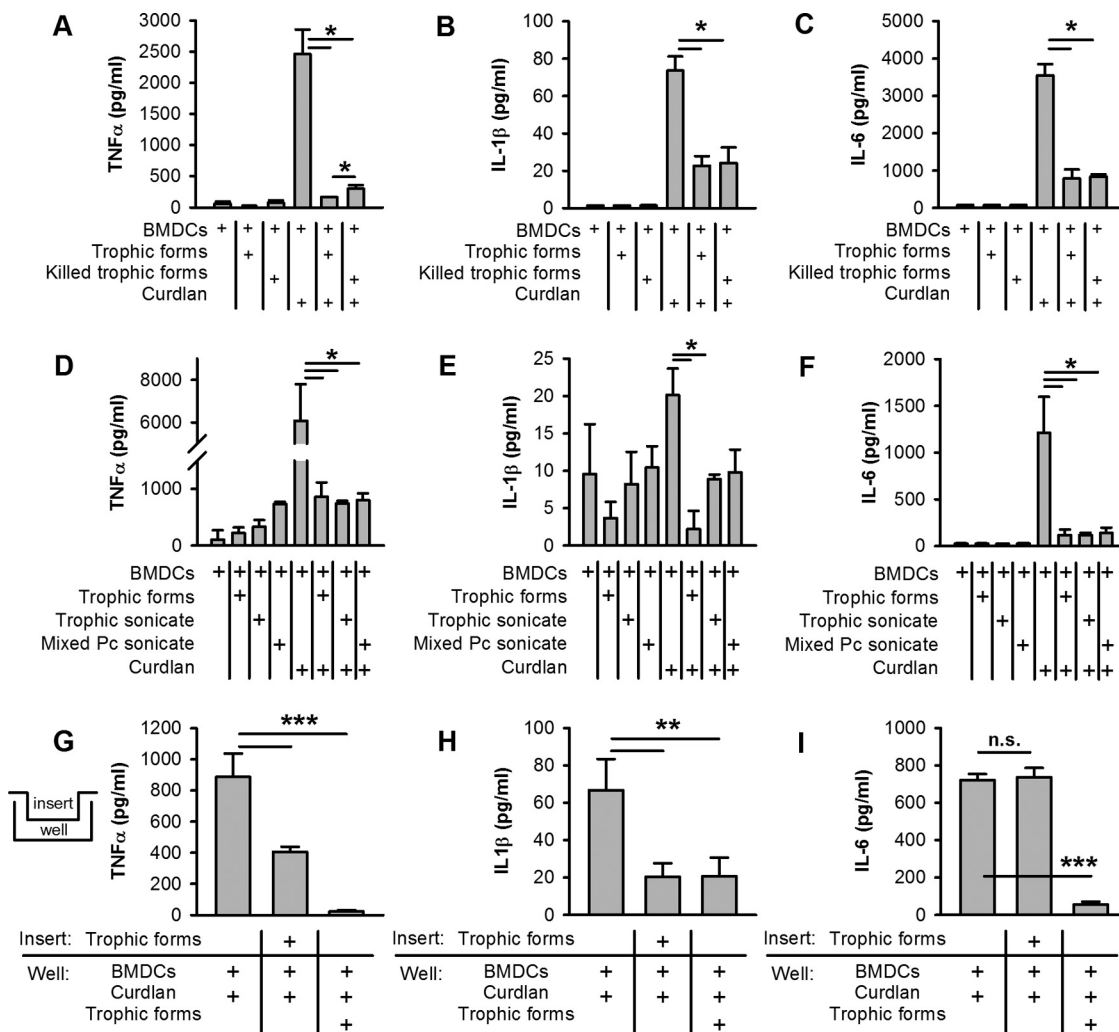 A
TNFα (pg/ml)
3000
2500
2000
1500
1000
500
0
*
*
BMDCs + + + + + +
Trophic forms + +
Killed trophic forms + +
Curdlan + + +
B
IL-1β (pg/ml)
100
80
60
40
20
0
*
BMDCs + + + + + +
Trophic forms + +
Killed trophic forms + +
Curdlan + + +
C
IL-6 (pg/ml)
5000
4000
3000
2000
1000
0
*
BMDCs + + + + + +
Trophic forms + +
Killed trophic forms + +
Curdlan + + +
D
TNFα (pg/ml)
8000
6000
1000
0
*
BMDCs + + + + + + + +
Trophic forms + +
Trophic sonicate + +
Mixed Pc sonicate + +
Curdlan + + + +
E
IL-1β (pg/ml)
25
20
15
10
5
0
*
BMDCs + + + + + + + +
Trophic forms + +
Trophic sonicate + +
Mixed Pc sonicate + +
Curdlan + + + +
F
IL-6 (pg/ml)
2000
1500
1000
500
0
*
BMDCs + + + + + + + +
Trophic forms + +
Trophic sonicate + +
Mixed Pc sonicate + +
Curdlan + + + +
insert
well
G
TNFα (pg/ml)
1200
1000
800
600
400
200
0
***
Insert: Trophic forms +
Well: BMDCs + + +
Curdlan + + +
Trophic forms +
H
IL1β (pg/ml)
100
80
60
40
20
0
**
Insert: Trophic forms +
Well: BMDCs + + +
Curdlan + + +
Trophic forms +
I
IL-6 (pg/ml)
1000
800
600
400
200
0
n.s.
***
Insert: Trophic forms +
Well: BMDCs + + +
Curdlan + + +
Trophic forms +